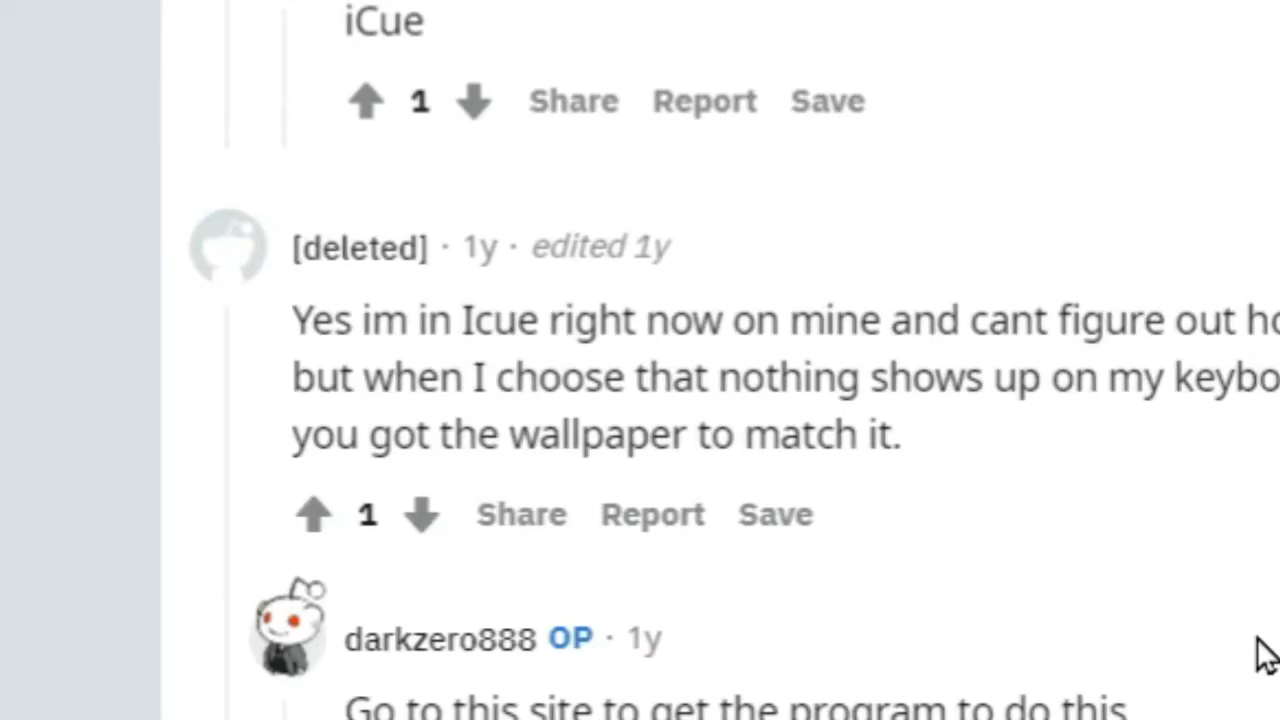 iCue
1 Share Report Save
[deleted] · 1y · edited 1y
Yes im in Icue right now on mine and cant figure out
but when I choose that nothing shows up on my
you got the wallpaper to match it.
1 Share Report Save
darkzero888 OP · 1y
Go to this site to get the program to do this